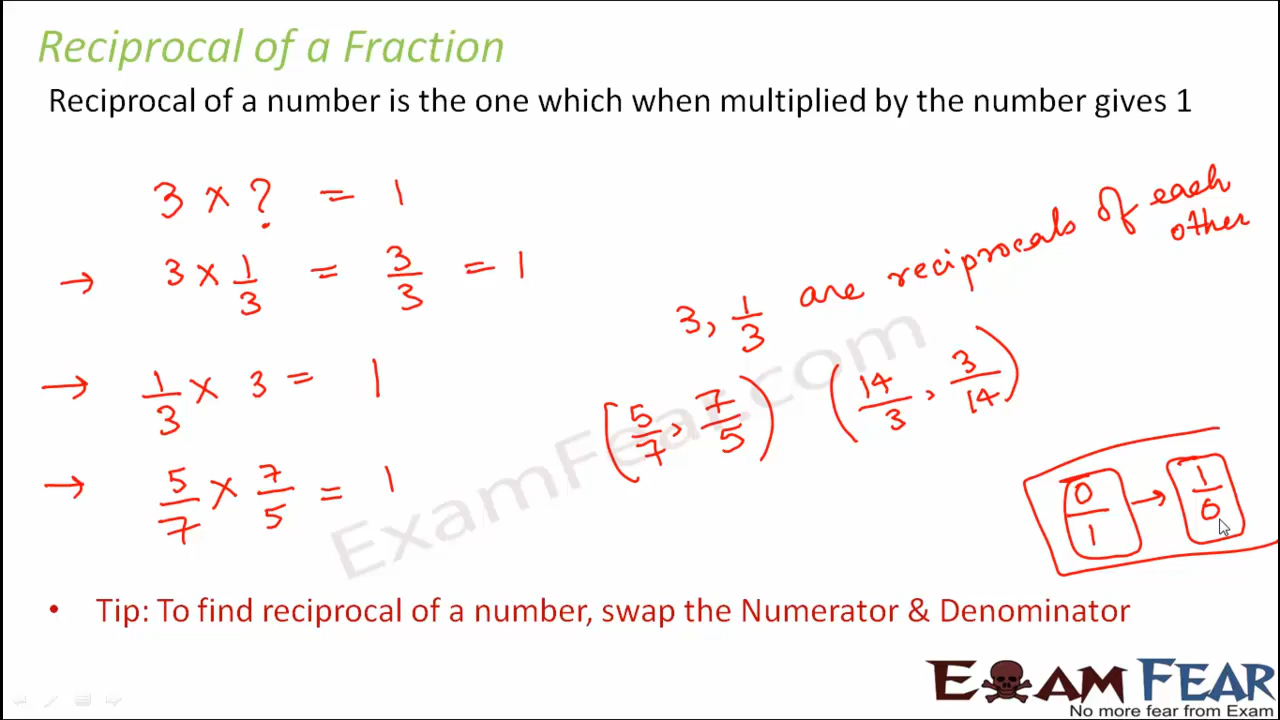 Reciprocal of a Fraction
Reciprocal of a number is the one which when multiplied by the number gives 1
3 × ? = 1
→ 3 × 1/3 = 3/3 = 1
→ 1/3 × 3 = 1
→ 5/7 × 7/5 = 1
3, 1/3 are reciprocals of each
other
(5/7, 7/5) (14/3, 3/14)
0/1 → 1/0
• Tip: To find reciprocal of a number, swap the Numerator & Denominator
ExamFear.com
EXAM FEAR
No more fear from Exam